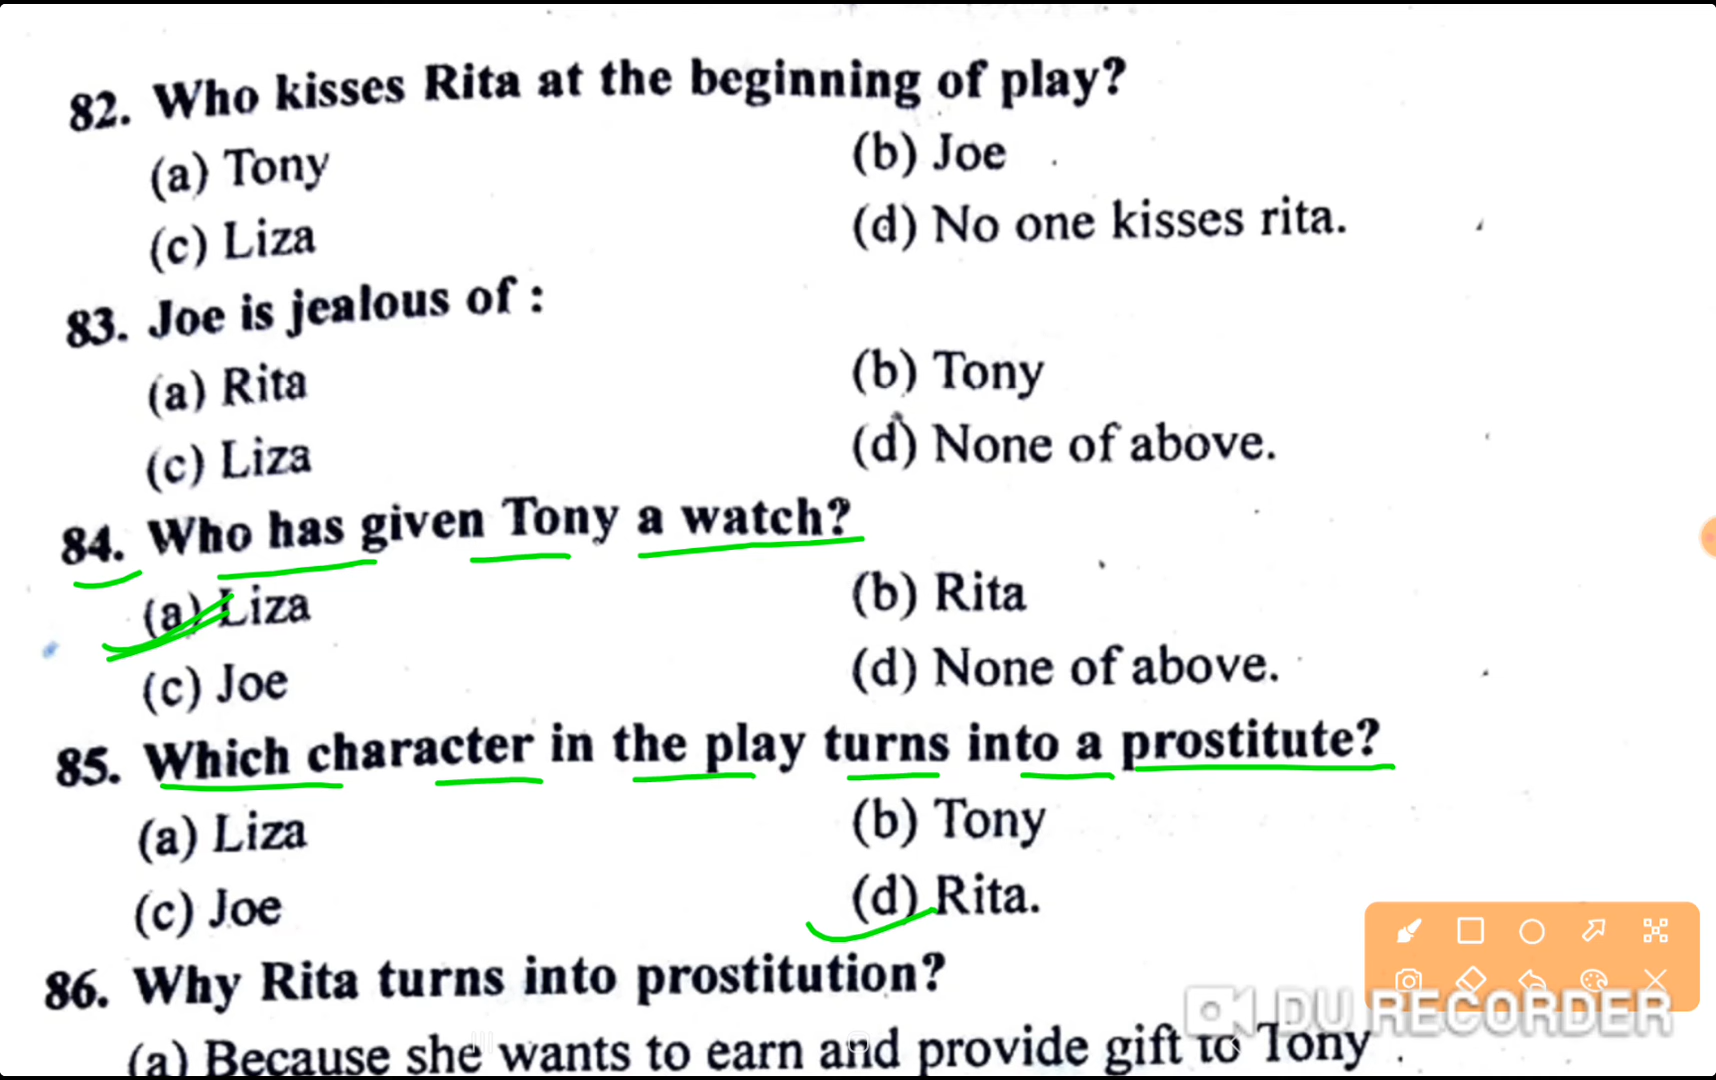 82. Who kisses Rita at the beginning of play?
(a) Tony (b) Joe
(c) Liza (d) No one kisses rita.
83. Joe is jealous of :
(a) Rita (b) Tony
(c) Liza (d) None of above.
84. Who has given Tony a watch?
(a) Liza (b) Rita
(c) Joe (d) None of above.
85. Which character in the play turns into a prostitute?
(a) Liza (b) Tony
(c) Joe (d) Rita.
86. Why Rita turns into prostitution?
(a) Because she wants to earn and provide gift to Tony
DU RECORDER